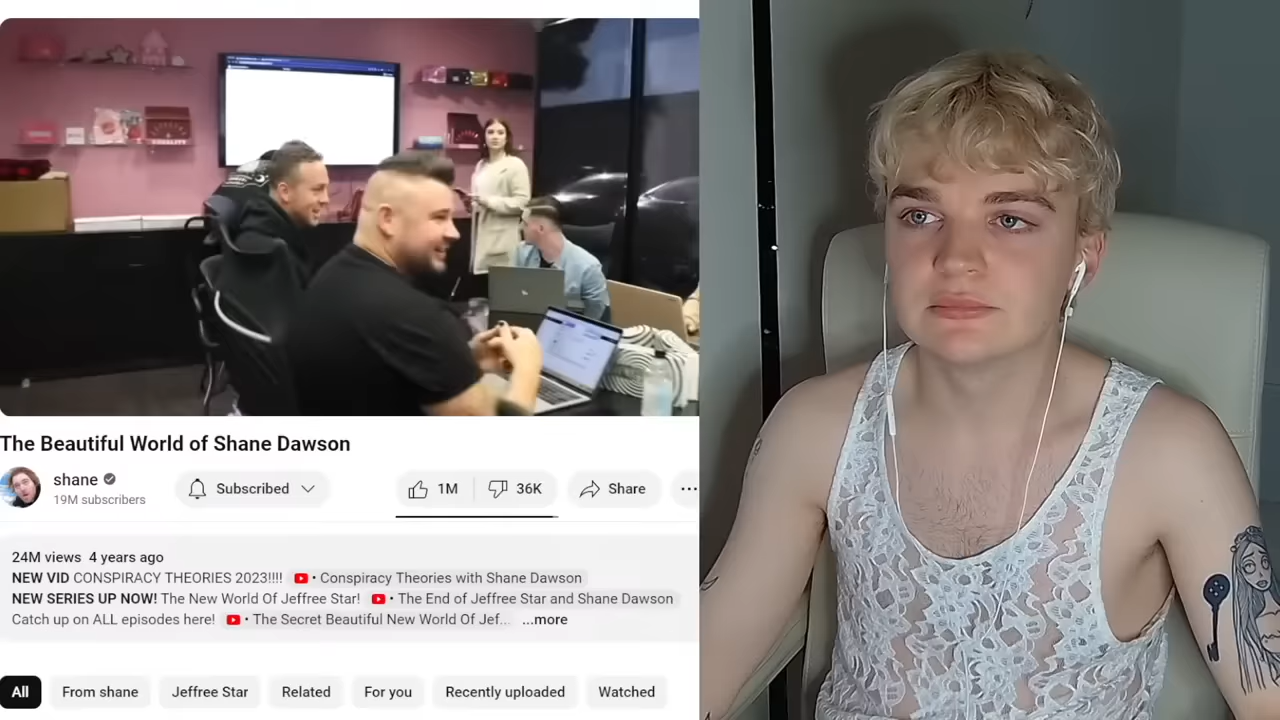 The Beautiful World of Shane Dawson
shane
19M subscribers
Subscribed
1M
36K
Share
24M views 4 years ago
NEW VID CONSPIRACY THEORIES 2023!!!! • Conspiracy Theories with Shane Dawson
NEW SERIES UP NOW! The New World Of Jeffree Star! • The End of Jeffree Star and Shane Dawson
Catch up on ALL episodes here! • The Secret Beautiful New World Of Jef... ...more
All
From shane
Jeffree Star
Related
For you
Recently uploaded
Watched